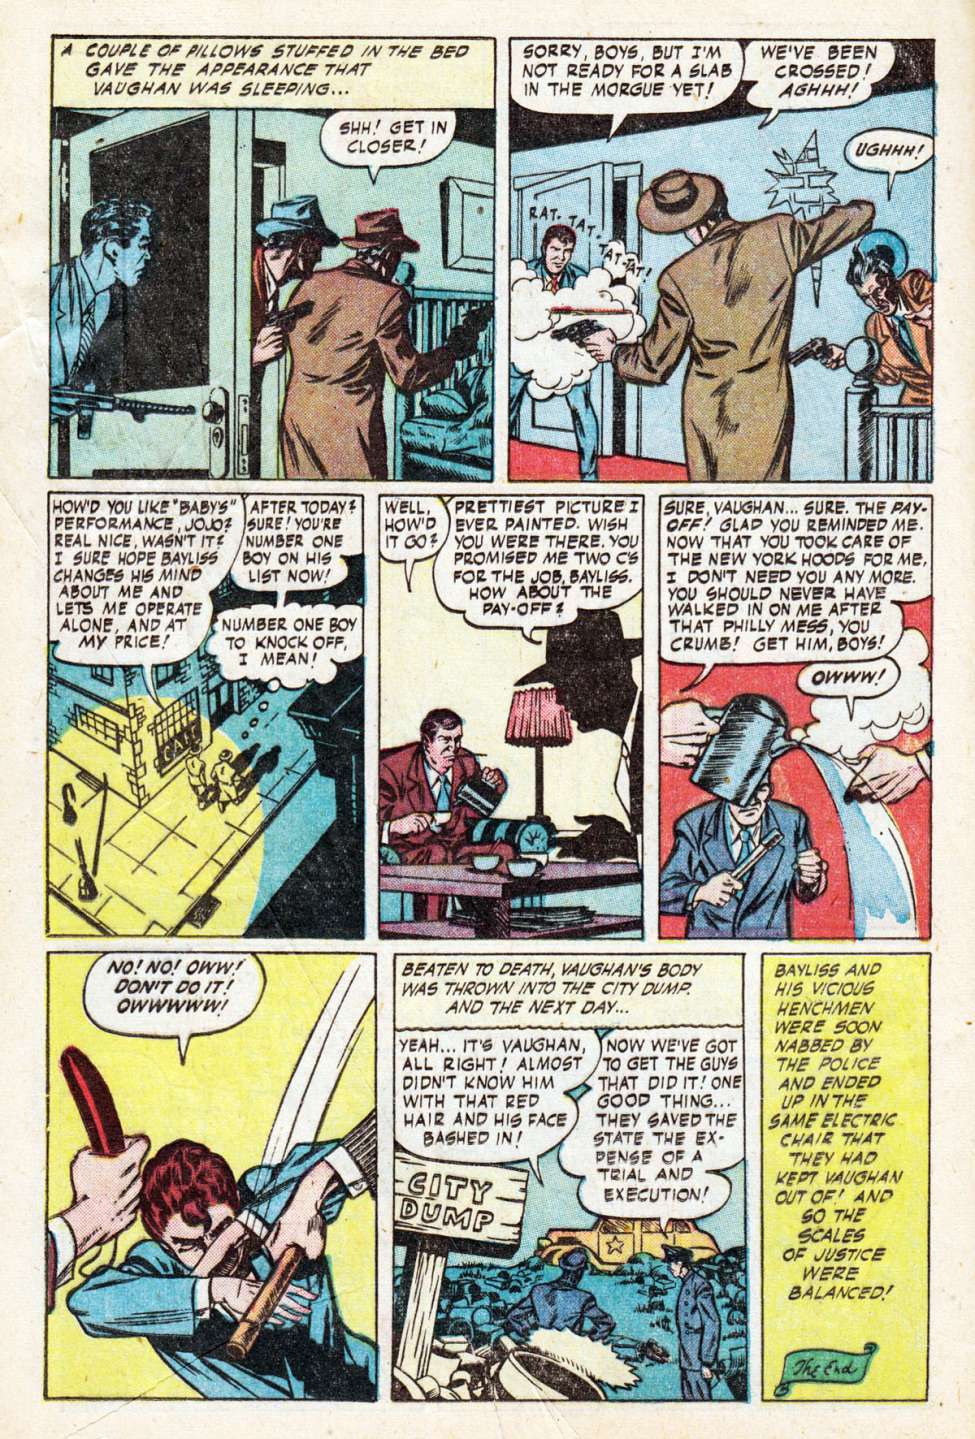 A COUPLE OF PILLOWS STUFFED IN THE BED
GAVE THE APPEARANCE THAT
VAUGHAN WAS SLEEPING...
SHH! GET IN
CLOSER!
SORRY, BOYS, BUT I'M
NOT READY FOR A SLAB
IN THE MORGUE YET!
WE'VE BEEN
CROSSED!
AGHHH!
UGHHH!
RAT-TAT-TAT-TAT-TAT!
HOW'D YOU LIKE "BABY'S"
PERFORMANCE, JOJO?
REAL NICE, WASN'T IT?
I SURE HOPE BAYLISS
CHANGES HIS MIND
ABOUT ME AND
LETS ME OPERATE
ALONE, AND AT
MY PRICE!
AFTER TODAY?
SURE! YOU'RE
NUMBER ONE
BOY ON HIS
LIST NOW!
NUMBER ONE BOY
TO KNOCK OFF,
I MEAN!
CAFE
WELL,
HOW'D
IT GO?
PRETTIEST PICTURE I
EVER PAINTED. WISH
YOU WERE THERE. YOU
PROMISED ME TWO C'S
FOR THE JOB, BAYLISS.
HOW ABOUT THE
PAY-OFF?
SURE, VAUGHAN... SURE. THE PAY-
OFF! GLAD YOU REMINDED ME.
NOW THAT YOU TOOK CARE OF
THE NEW YORK HOODS FOR ME,
I DON'T NEED YOU ANY MORE.
YOU SHOULD NEVER HAVE
WALKED IN ON ME AFTER
THAT PHILLY MESS, YOU
CRUMB! GET HIM, BOYS!
OWWW!
NO! NO! OWW!
DON'T DO IT!
OWWWWW!
BEATEN TO DEATH, VAUGHAN'S BODY
WAS THROWN INTO THE CITY DUMP.
AND THE NEXT DAY...
YEAH... IT'S VAUGHAN,
ALL RIGHT! ALMOST
DIDN'T KNOW HIM
WITH THAT RED
HAIR AND HIS FACE
BASHED IN!
NOW WE'VE GOT
TO GET THE GUYS
THAT DID IT! ONE
GOOD THING...
THEY SAVED THE
STATE THE EX-
PENSE OF A
TRIAL AND
EXECUTION!
CITY
DUMP
BAYLISS AND
HIS VICIOUS
HENCHMEN
WERE SOON
NABBED BY
THE POLICE
AND ENDED
UP IN THE
SAME ELECTRIC
CHAIR THAT
THEY HAD
KEPT VAUGHAN
OUT OF! AND
SO THE
SCALES
OF JUSTICE
WERE
BALANCED!
The End